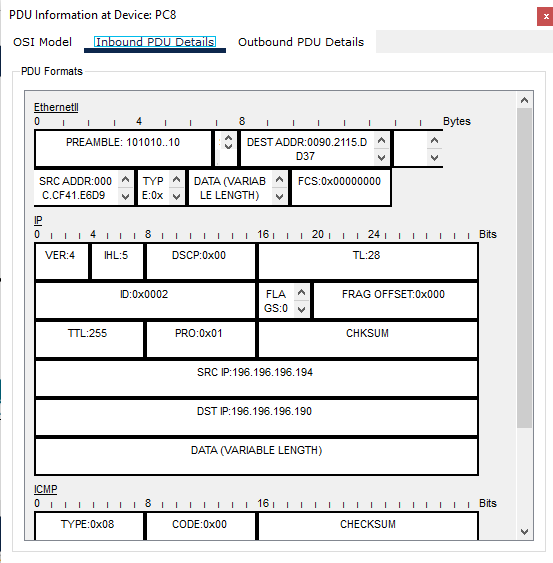 PDU Information at Device: PC8
x
OSI Model Inbound PDU Details Outbound PDU Details
PDU Formats
EthernetII
0 4 8 Bytes
PREAMBLE: 101010..10 DEST ADDR:0090.2115.D
D37
SRC ADDR:000 TYP DATA (VARIAB FCS:0x00000000
C.CF41.E6D9 E:0x LE LENGTH)
IP
0 4 8 16 20 24 Bits
VER:4 IHL:5 DSCP:0x00 TL:28
ID:0x0002 FLA FRAG OFFSET:0x000
GS:0
TTL:255 PRO:0x01 CHKSUM
SRC IP:196.196.196.194
DST IP:196.196.196.190
DATA (VARIABLE LENGTH)
ICMP
0 8 16 Bits
TYPE:0x08 CODE:0x00 CHECKSUM